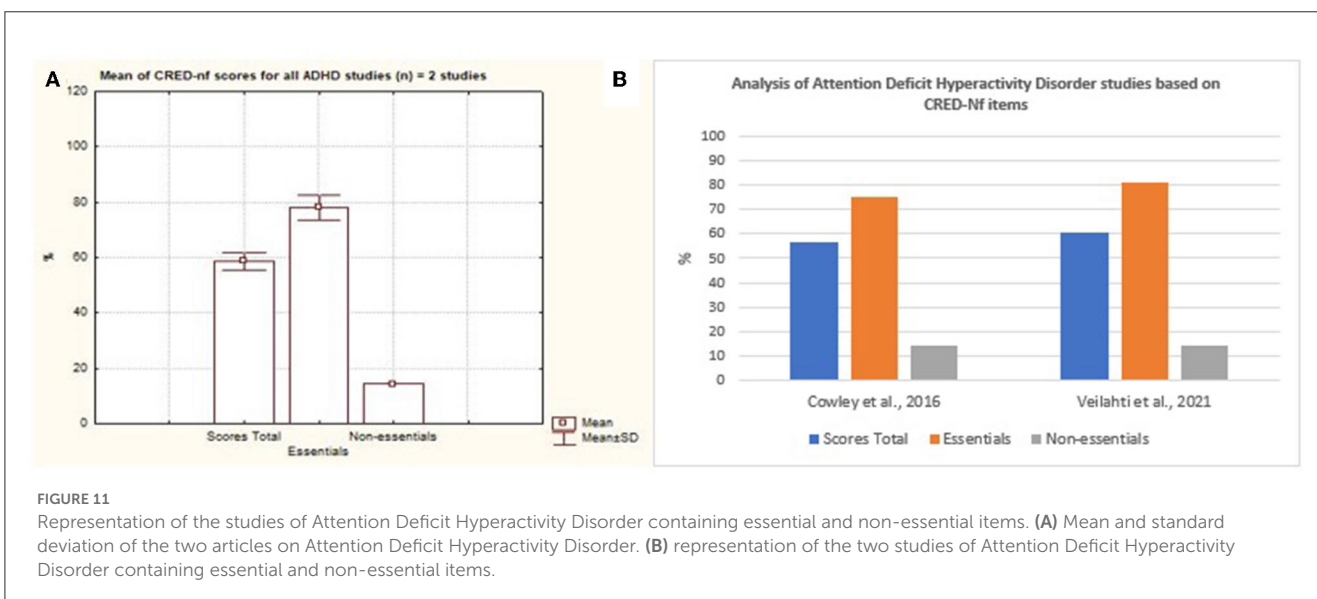 A
Mean of CRED-nf scores for all ADHD studies (n) = 2 studies
120
100
80
60
40
20
0
%
Scores Total
Essentials
Non-essentials
Mean
Mean±SD
B
Analysis of Attention Deficit Hyperactivity Disorder studies based on
CRED-Nf items
100
90
80
70
60
50
40
30
20
10
0
%
Cowley et al., 2016
Veilahti et al., 2021
Scores Total
Essentials
Non-essentials
FIGURE 11
Representation of the studies of Attention Deficit Hyperactivity Disorder containing essential and non-essential items. (A) Mean and standard
deviation of the two articles on Attention Deficit Hyperactivity Disorder. (B) representation of the two studies of Attention Deficit Hyperactivity
Disorder containing essential and non-essential items.